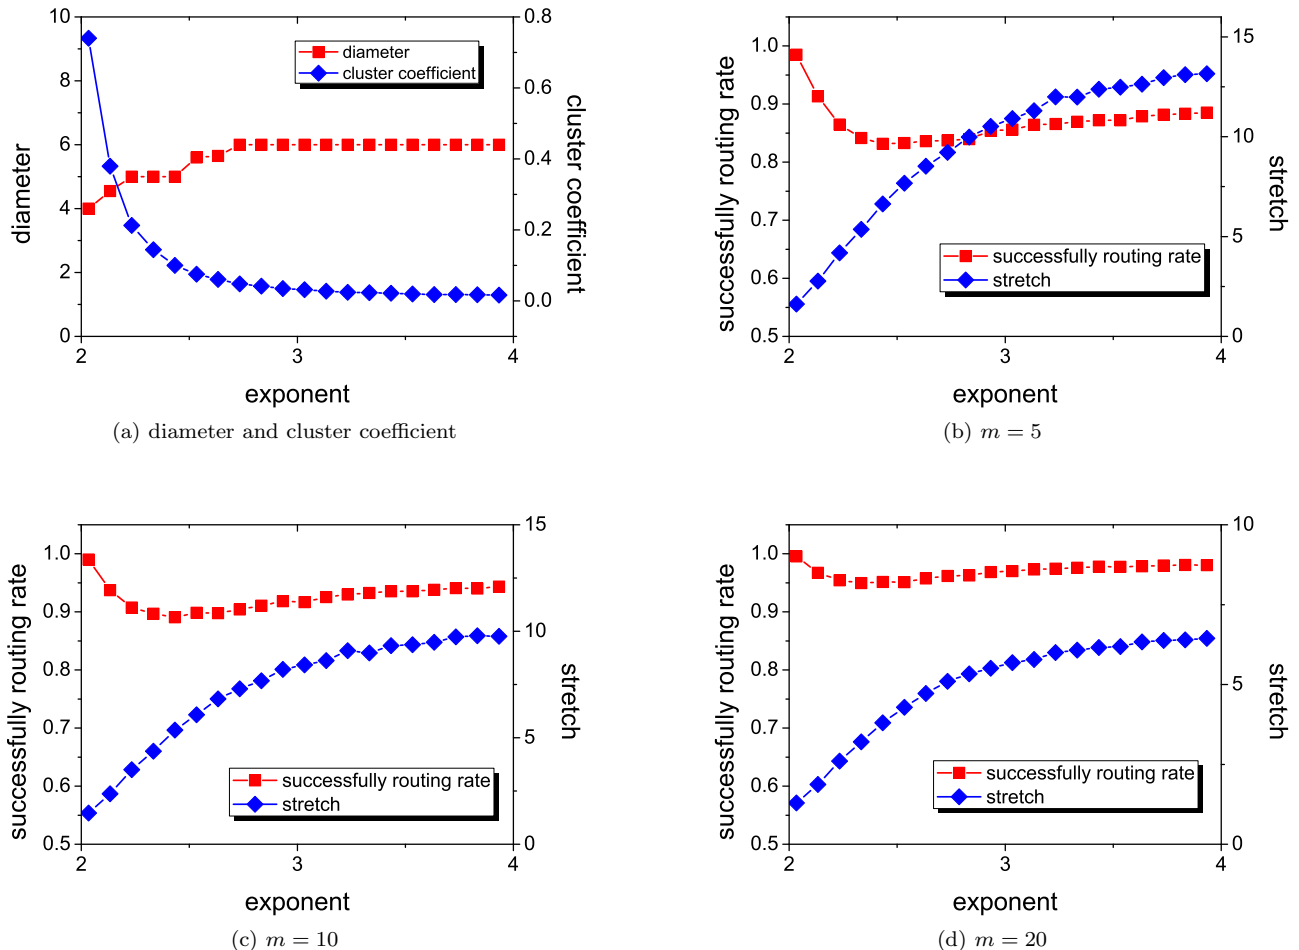 10
8
6
4
2
0
diameter
0.8
0.6
0.4
0.2
0.0
cluster coefficient
diameter
cluster coefficient
2
3
4
exponent
(a) diameter and cluster coefficient
1.0
0.9
0.8
0.7
0.6
0.5
successfully routing rate
15
10
5
0
stretch
successfully routing rate
stretch
2
3
4
exponent
(b) m = 5
1.0
0.9
0.8
0.7
0.6
0.5
successfully routing rate
15
10
5
0
stretch
successfully routing rate
stretch
2
3
4
exponent
(c) m = 10
1.0
0.9
0.8
0.7
0.6
0.5
successfully routing rate
10
5
0
stretch
successfully routing rate
stretch
2
3
4
exponent
(d) m = 20